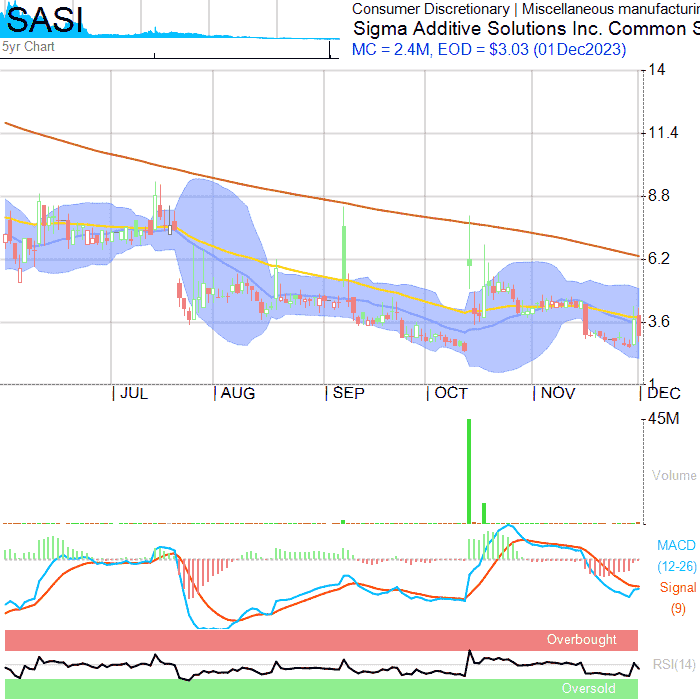 SASI
5yr Chart
Consumer Discretionary | Miscellaneous manufacturin
Sigma Additive Solutions Inc. Common S
MC = 2.4M, EOD = $3.03 (01Dec2023)
14
11.4
8.8
6.2
3.6
1
JUL AUG SEP OCT NOV DEC
45M
Volume
MACD
(12-26)
Signal
(9)
Overbought
RSI(14)
Oversold